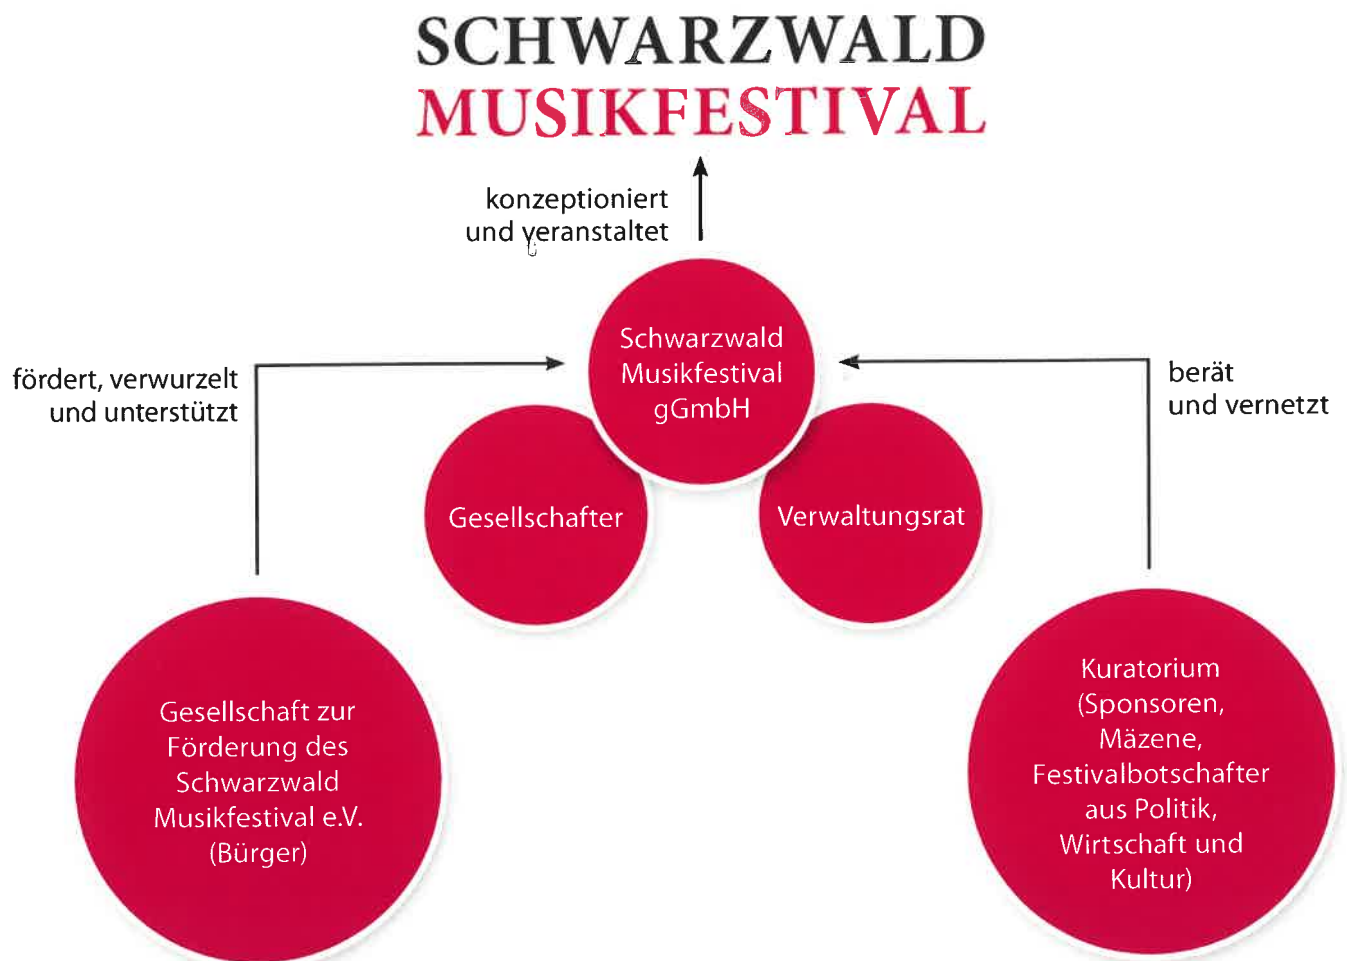 SCHWARZWALD
MUSIKFESTIVAL
konzeptioniert
und veranstaltet
Schwarzwald
Musikfestival
gGmbH
fördert, verwurzelt
und unterstützt
berät
und vernetzt
Gesellschafter
Verwaltungsrat
Gesellschaft zur
Förderung des
Schwarzwald
Musikfestival e.V.
(Bürger)
Kuratorium
(Sponsoren,
Mäzene,
Festivalbotschafter
aus Politik,
Wirtschaft und
Kultur)